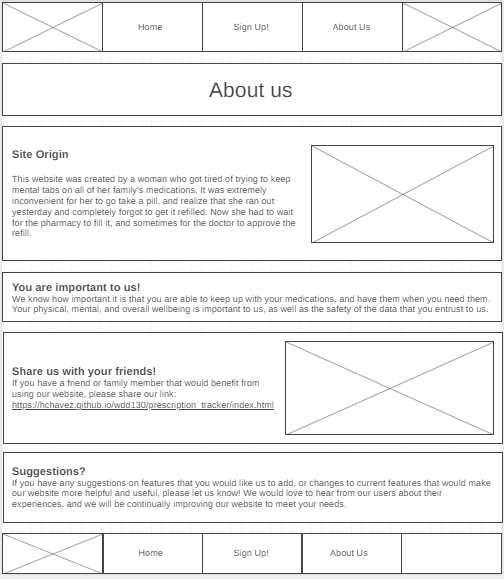 Home
Sign Up!
About Us
About us
Site Origin
This website was created by a woman who got tired of trying to keep
mental tabs on all of her family's medications. It was extremely
inconvenient for her to go take a pill, and realize that she ran out
yesterday and completely forgot to get it refilled. Now she had to wait
for the pharmacy to fill it, and sometimes for the doctor to approve the
refill.
You are important to us!
We know how important it is that you are able to keep up with your medications, and have them when you need them.
Your physical, mental, and overall wellbeing is important to us, as well as the safety of the data that you entrust to us.
Share us with your friends!
If you have a friend or family member that would benefit from
using our website, please share our link:
https://hchavez.github.io/wdd130/prescription_tracker/index.html
Suggestions?
If you have any suggestions on features that you would like us to add, or changes to current features that would make
our website more helpful and useful, please let us know! We would love to hear from our users about their
experiences, and we will be continually improving our website to meet your needs.
Home
Sign Up!
About Us